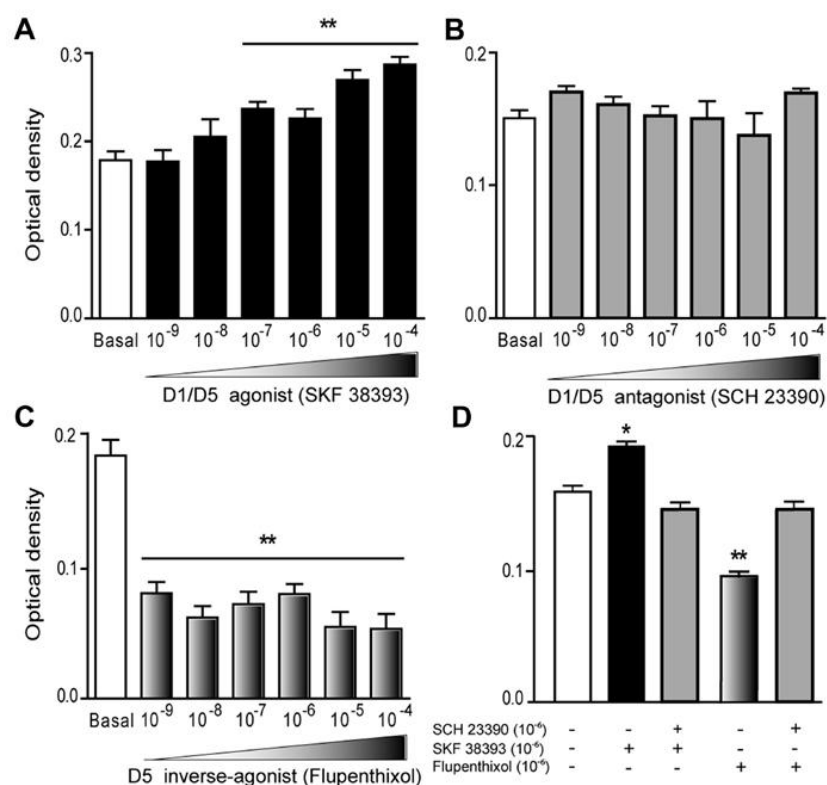 A
**
Optical density
0.3
0.2
0.1
0.0
Basal 10-9 10-8 10-7 10-6 10-5 10-4
D1/D5 agonist (SKF 38393)
B
0.2
0.1
0.0
Basal 10-9 10-8 10-7 10-6 10-5 10-4
D1/D5 antagonist (SCH 23390)
C
**
Optical density
0.2
0.1
0.0
Basal 10-9 10-8 10-7 10-6 10-5 10-4
D5 inverse-agonist (Flupenthixol)
D
*
**
0.2
0.1
0.0
SCH 23390 (10-6) - - + - +
SKF 38393 (10-6) - + + - -
Flupenthixol (10-6) - - - + +